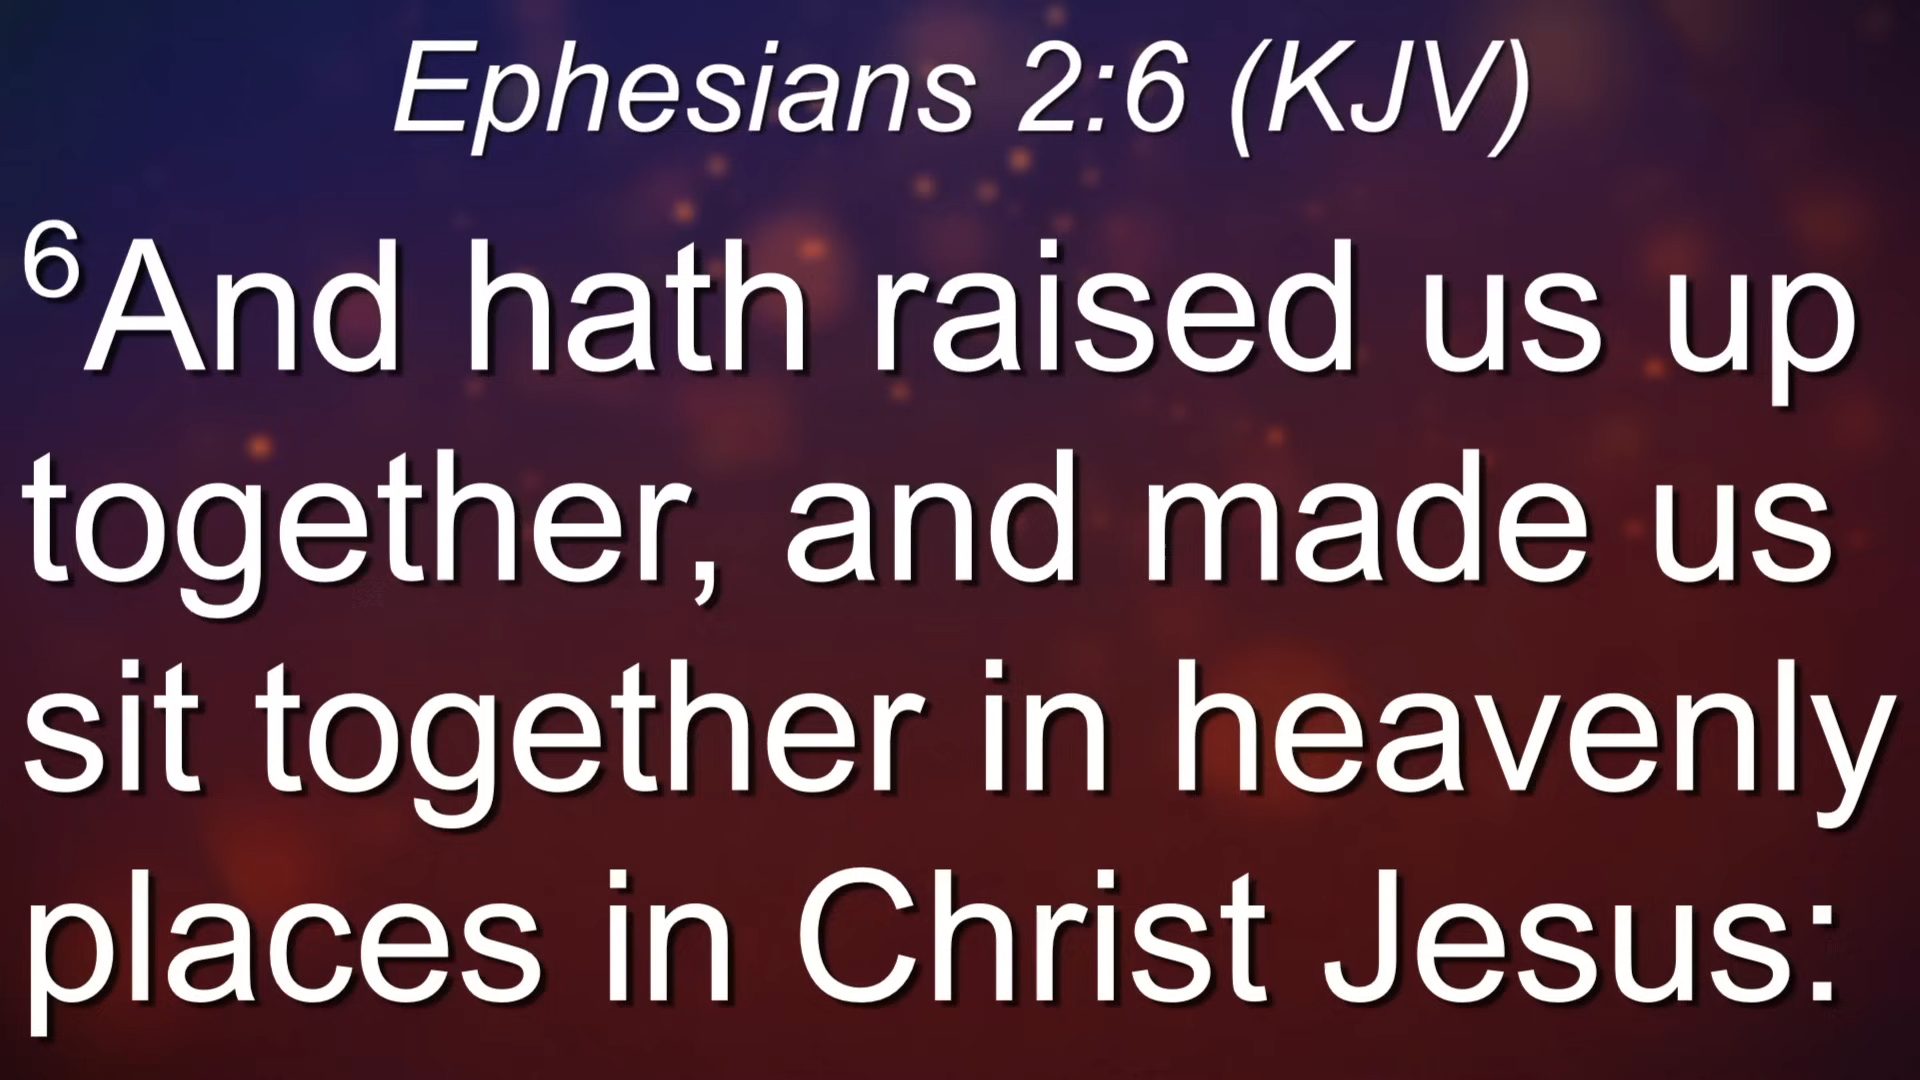 Ephesians 2:6 (KJV)
6And hath raised us up
together, and made us
sit together in heavenly
places in Christ Jesus: